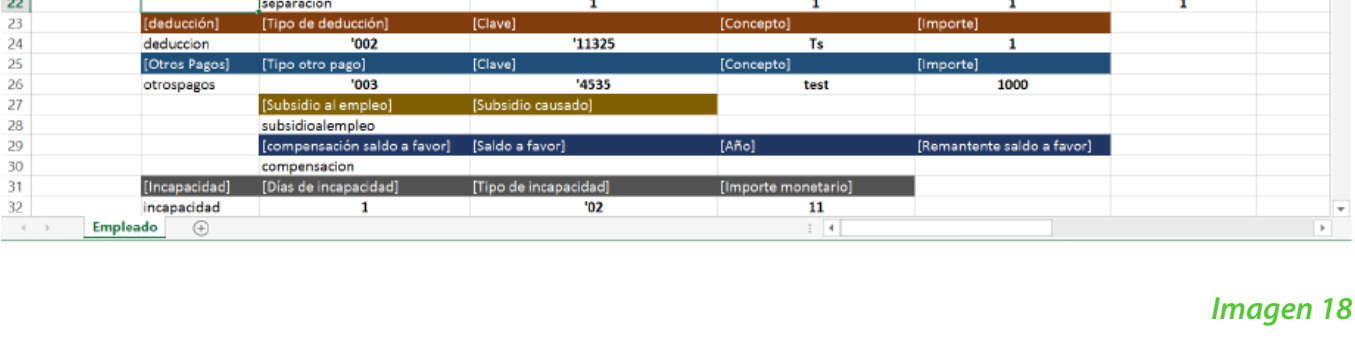 22 separacion 1 1 1 1
23 [deducción] [Tipo de deducción] [Clave] [Concepto] [Importe]
24 deduccion '002 '11325 Ts 1
25 [Otros Pagos] [Tipo otro pago] [Clave] [Concepto] [Importe]
26 otrospagos '003 '4535 test 1000
27 [Subsidio al empleo] [Subsidio causado]
28 subsidioalempleo
29 [compensación saldo a favor] [Saldo a favor] [Año] [Remantente saldo a favor]
30 compensacion
31 [Incapacidad] [Días de incapacidad] [Tipo de incapacidad] [Importe monetario]
32 incapacidad 1 '02 11
Empleado
Imagen 18